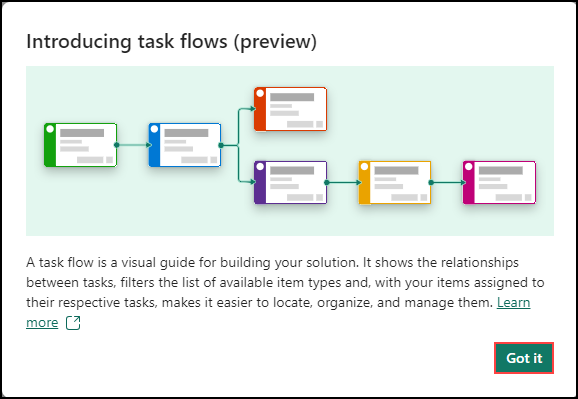 Introducing task flows (preview)
A task flow is a visual guide for building your solution. It shows the relationships
between tasks, filters the list of available item types and, with your items assigned to
their respective tasks, makes it easier to locate, organize, and manage them. Learn
more
Got it